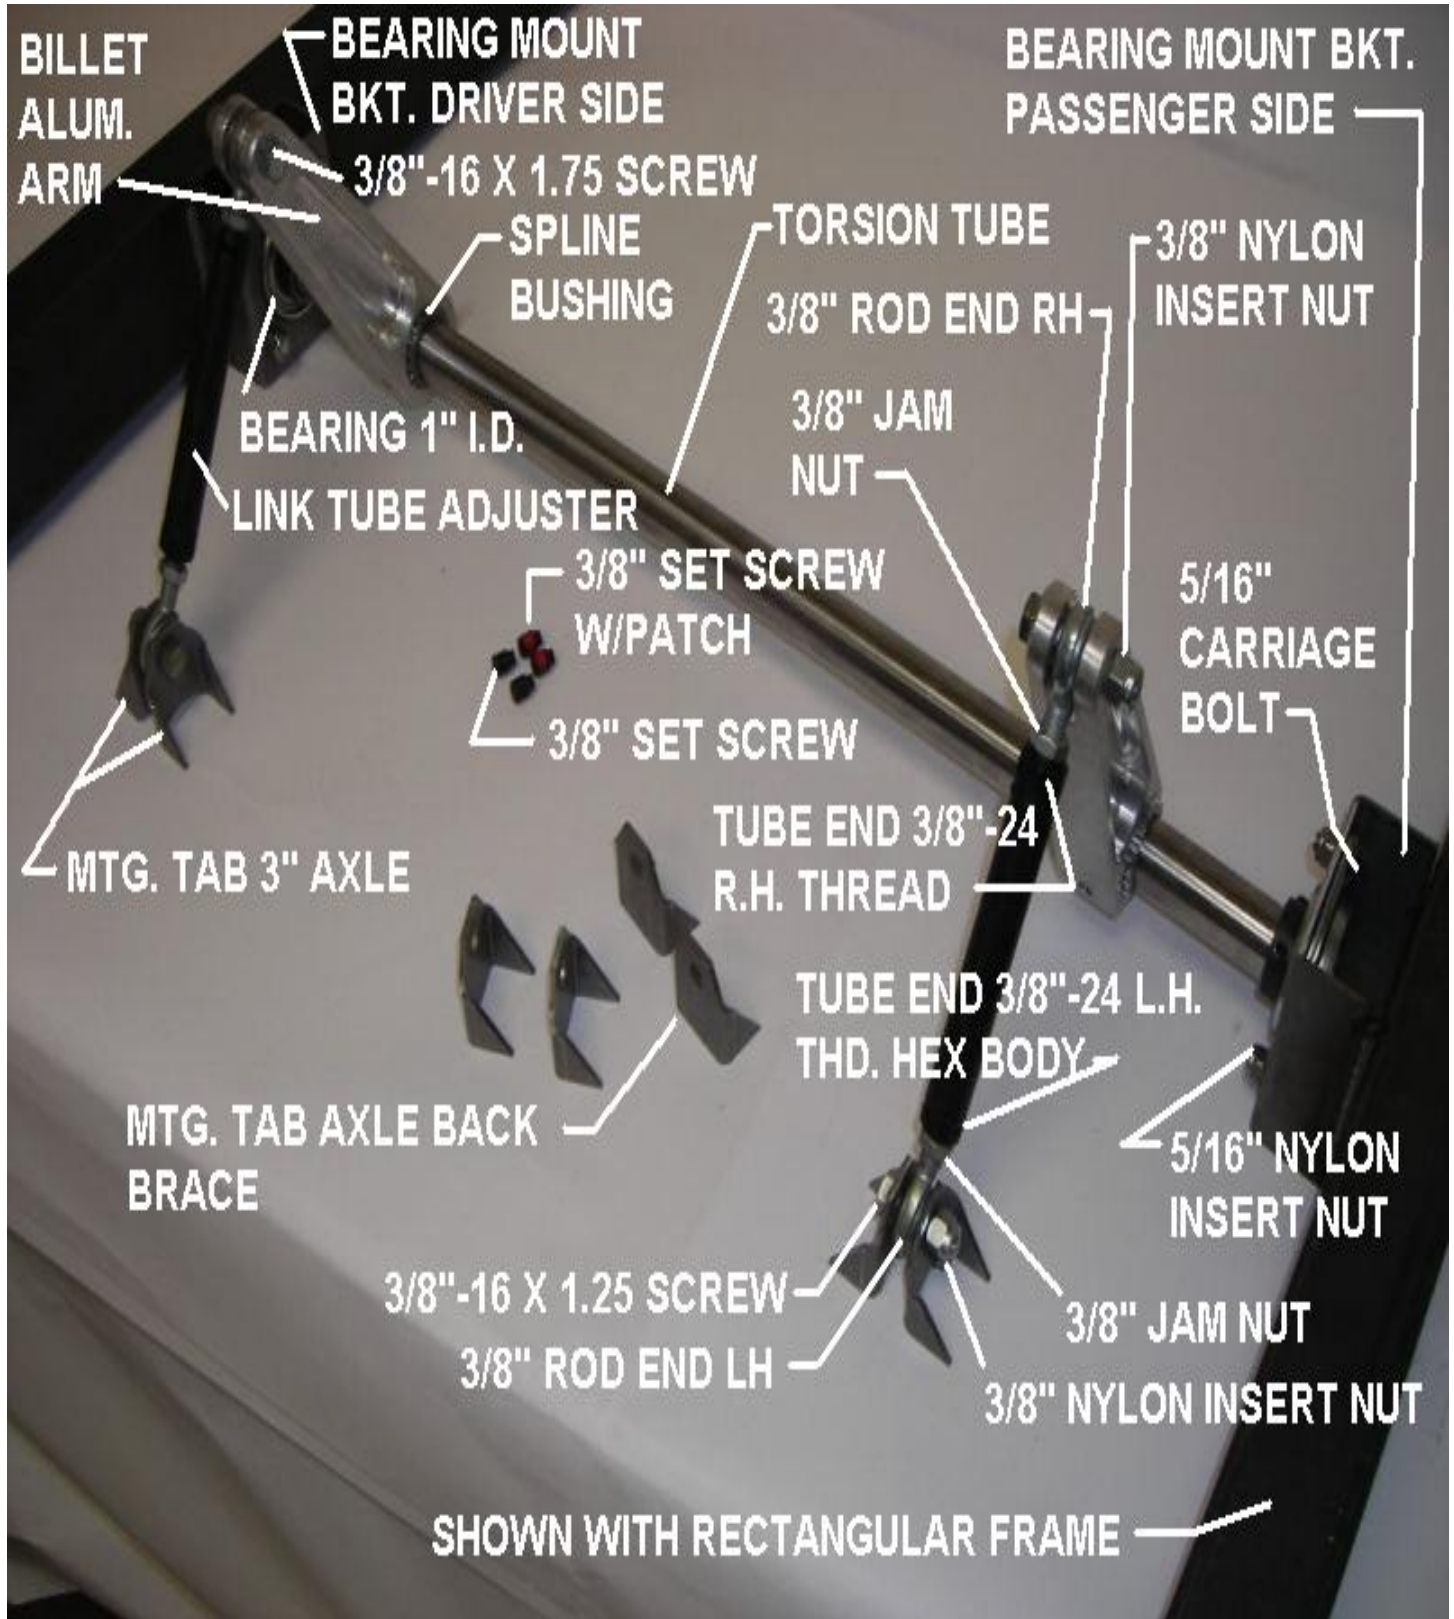 BILLET
ALUM.
ARM
BEARING MOUNT
BKT. DRIVER SIDE
BEARING MOUNT BKT.
PASSENGER SIDE
3/8"-16 X 1.75 SCREW
SPLINE
BUSHING
TORSION TUBE
3/8" NYLON
INSERT NUT
3/8" ROD END RH
3/8" JAM
NUT
BEARING 1" I.D.
LINK TUBE ADJUSTER
3/8" SET SCREW
W/PATCH
5/16"
CARRIAGE
BOLT
3/8" SET SCREW
TUBE END 3/8"-24
R.H. THREAD
MTG. TAB 3" AXLE
TUBE END 3/8"-24 L.H.
THD. HEX BODY
MTG. TAB AXLE BACK
BRACE
5/16" NYLON
INSERT NUT
3/8"-16 X 1.25 SCREW
3/8" JAM NUT
3/8" ROD END LH
3/8" NYLON INSERT NUT
SHOWN WITH RECTANGULAR FRAME